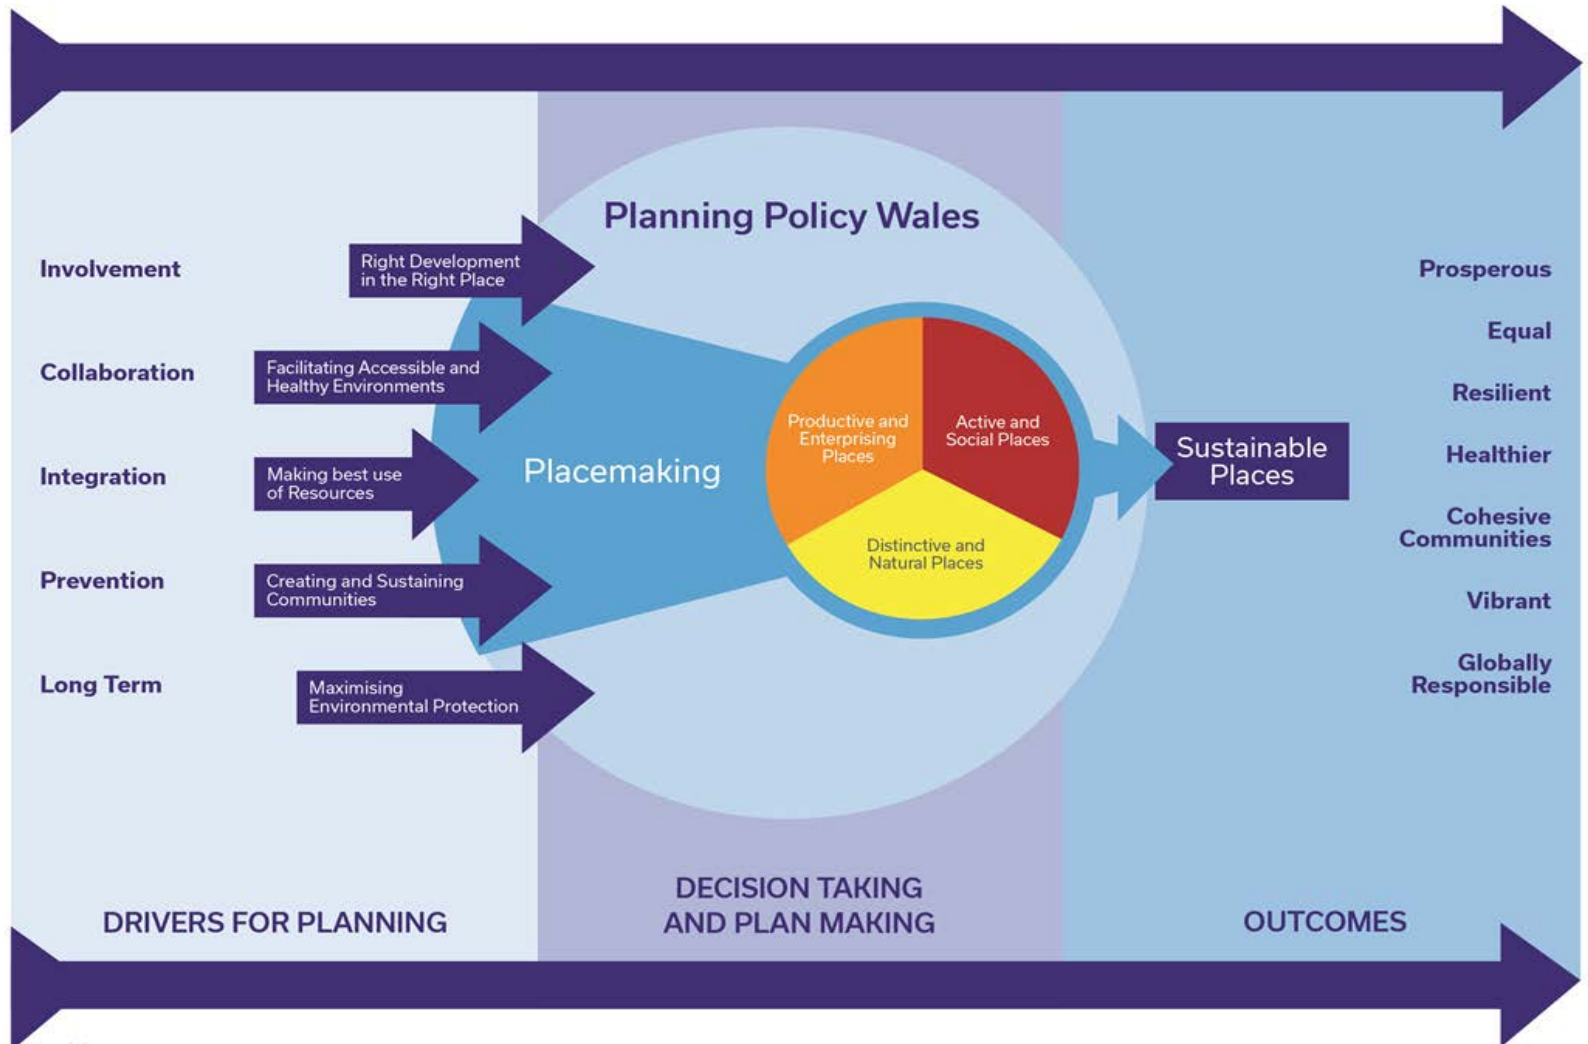 Planning Policy Wales
Involvement
Collaboration
Integration
Prevention
Long Term
Right Development
in the Right Place
Facilitating Accessible and
Healthy Environments
Making best use
of Resources
Creating and Sustaining
Communities
Maximising
Environmental Protection
Placemaking
Productive and
Enterprising
Places
Active and
Social Places
Distinctive and
Natural Places
Sustainable
Places
Prosperous
Equal
Resilient
Healthier
Cohesive
Communities
Vibrant
Globally
Responsible
DRIVERS FOR PLANNING
DECISION TAKING
AND PLAN MAKING
OUTCOMES